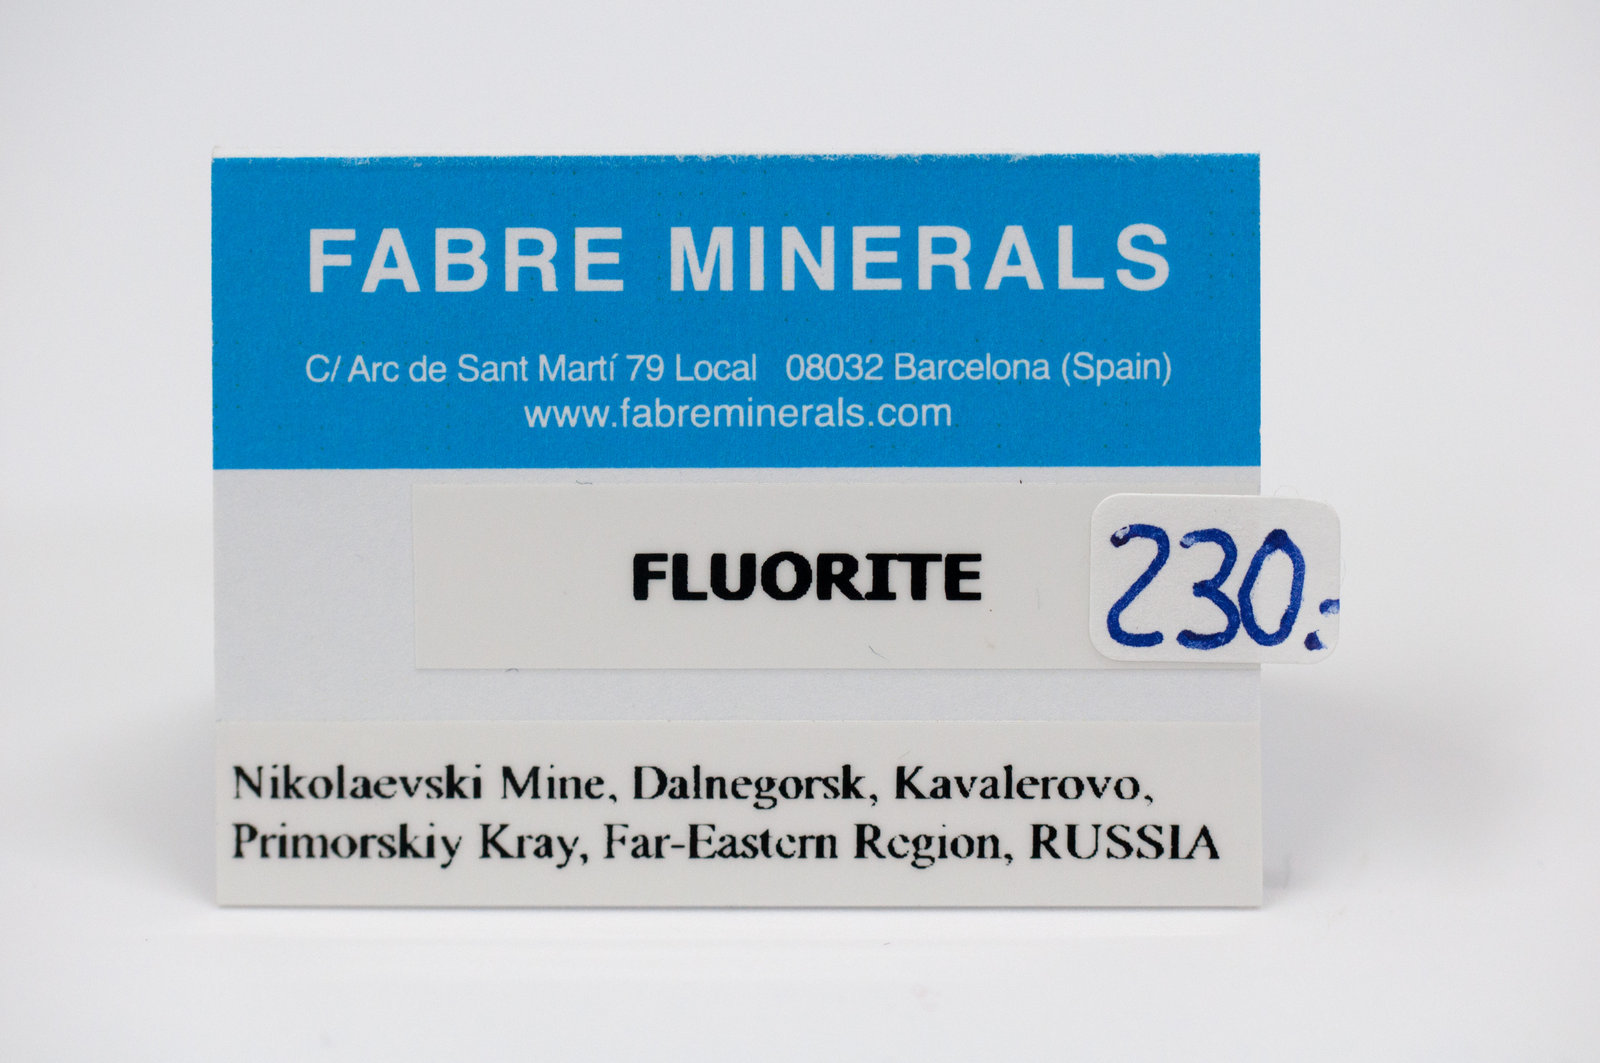 FABRE MINERALS
C/ Arc de Sant Martí 79 Local 08032 Barcelona (Spain)
www.fabreminerals.com
FLUORITE
230.-
Nikolaevski Mine, Dalnegorsk, Kavalerovo,
Primorskiy Kray, Far-Eastern Region, RUSSIA